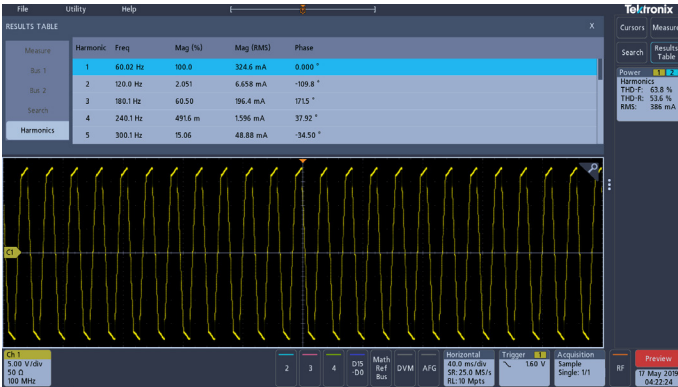 File Utility Help
Tektronix
RESULTS TABLE X
Cursors Measure
Search Results Table
Measure
Bus 1
Bus 2
Search
Harmonics
Harmonic Freq Mag (%) Mag (RMS) Phase
1 60.02 Hz 100.0 324.6 mA 0.000 °
2 120.0 Hz 2.051 6.658 mA -109.8 °
3 180.1 Hz 60.50 196.4 mA 171.5 °
4 240.1 Hz 491.6 m 1.596 mA 37.92 °
5 300.1 Hz 15.06 48.88 mA -34.50 °
Power 1 2
Harmonics
THD-F: 63.8 %
THD-R: 53.6 %
RMS: 386 mA
C1
Ch 1
5.00 V/div
50 Ω
100 MHz
2
3
4
D15
-D0
Math
Ref
Bus
DVM
AFG
Horizontal
40.0 ms/div
SR: 25.0 MS/s
RL: 10 Mpts
Trigger 1
1.60 V
Acquisition
Sample
Single: 1/1
RF
Preview
17 May 2019
04:22:24